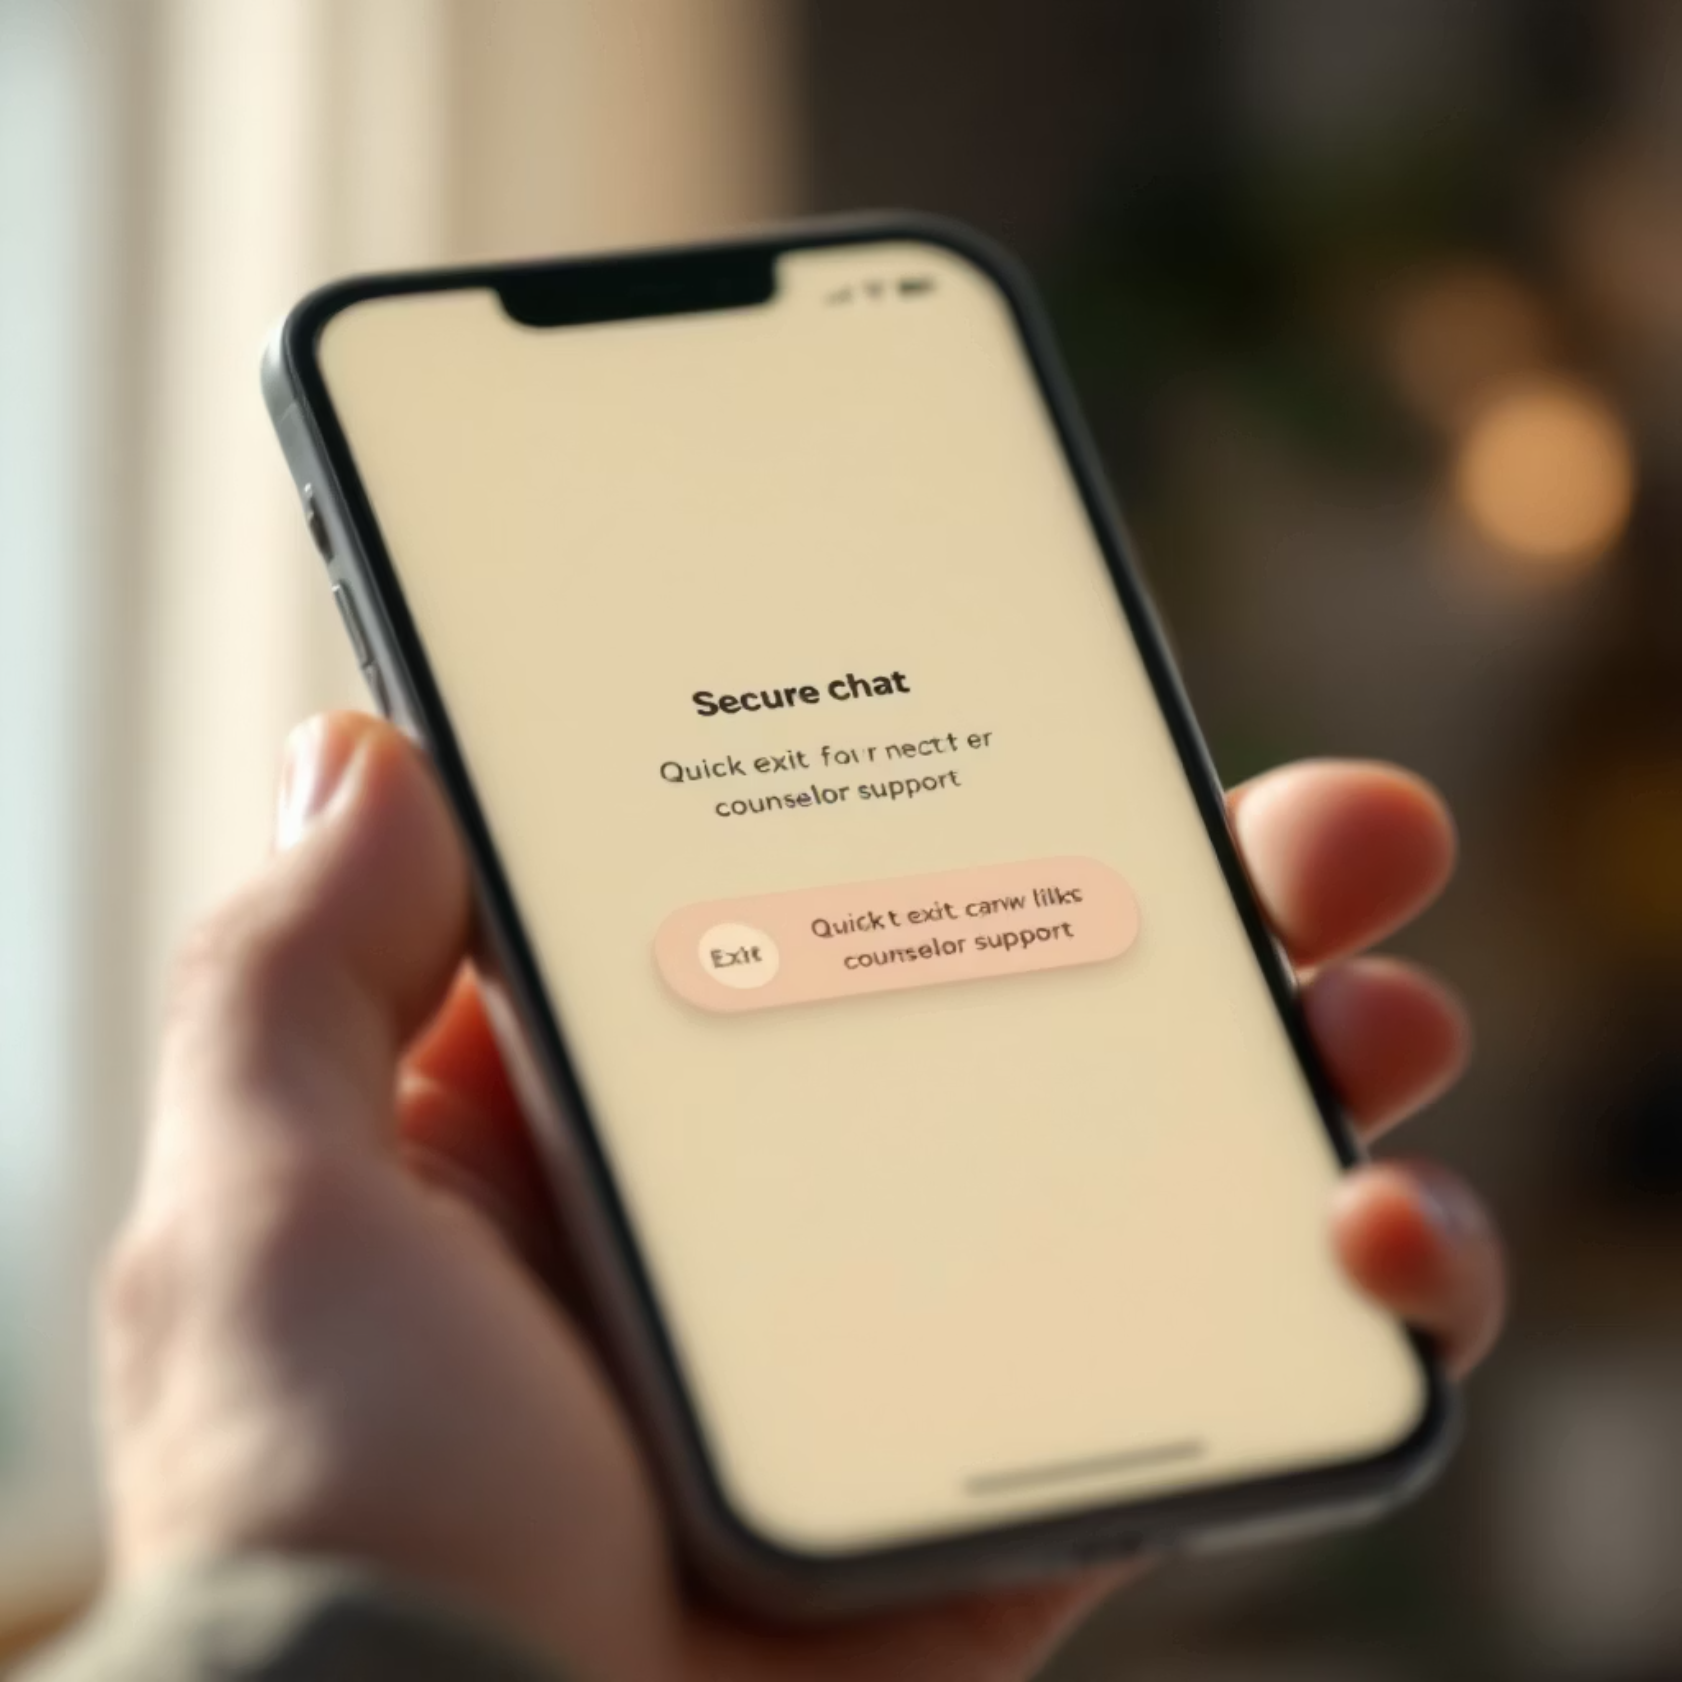 Secure chat
Quick exit
counselor support
Exit
Quick t exit
counselor support